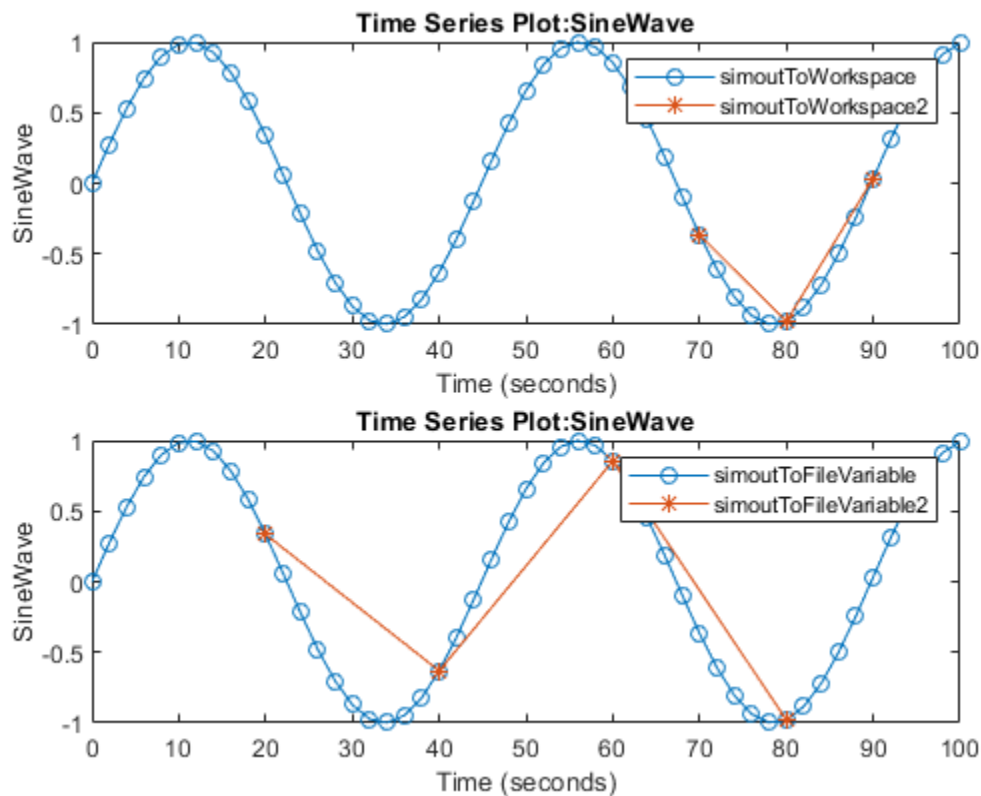 Time Series Plot:SineWave
1
0.5
0
-0.5
-1
SineWave
simoutToWorkspace
simoutToWorkspace2
0 10 20 30 40 50 60 70 80 90 100
Time (seconds)
Time Series Plot:SineWave
1
0.5
0
-0.5
-1
SineWave
simoutToFileVariable
simoutToFileVariable2
0 10 20 30 40 50 60 70 80 90 100
Time (seconds)